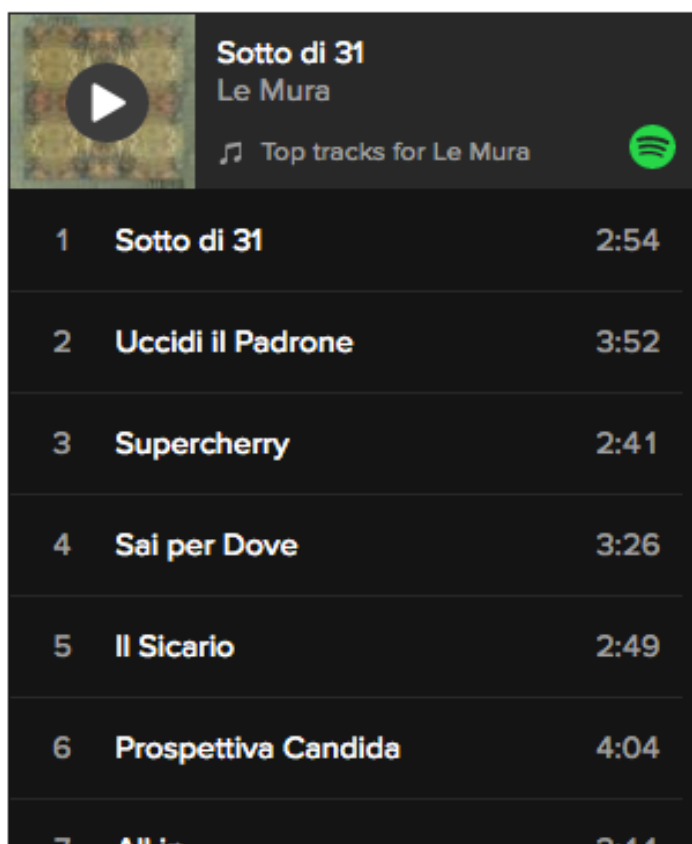 Sotto di 31
Le Mura
Top tracks for Le Mura
1 Sotto di 31 2:54
2 Uccidi il Padrone 3:52
3 Supercherry 2:41
4 Sai per Dove 3:26
5 Il Sicario 2:49
6 Prospettiva Candida 4:04